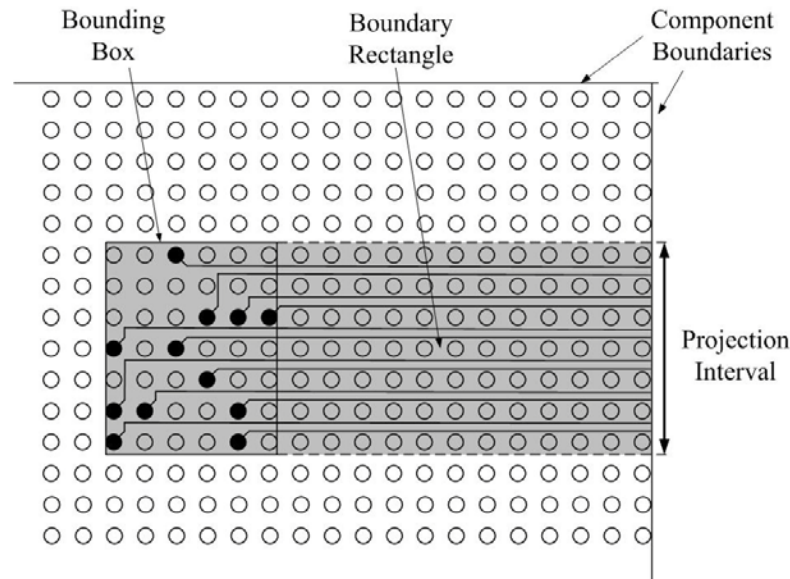 Bounding
Box
Boundary
Rectangle
Component
Boundaries
Projection
Interval